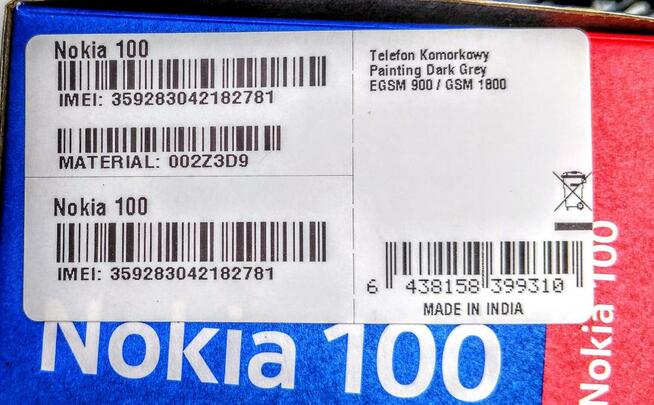 Nokia 100
IMEI: 359283042182781
MATERIAL: 002Z3D9
Nokia 100
IMEI: 359283042182781
Telefon Komorkowy
Painting Dark Grey
EGSM 900 / GSM 1800
6 438158 399310
MADE IN INDIA
Nokia 100
Nokia 100